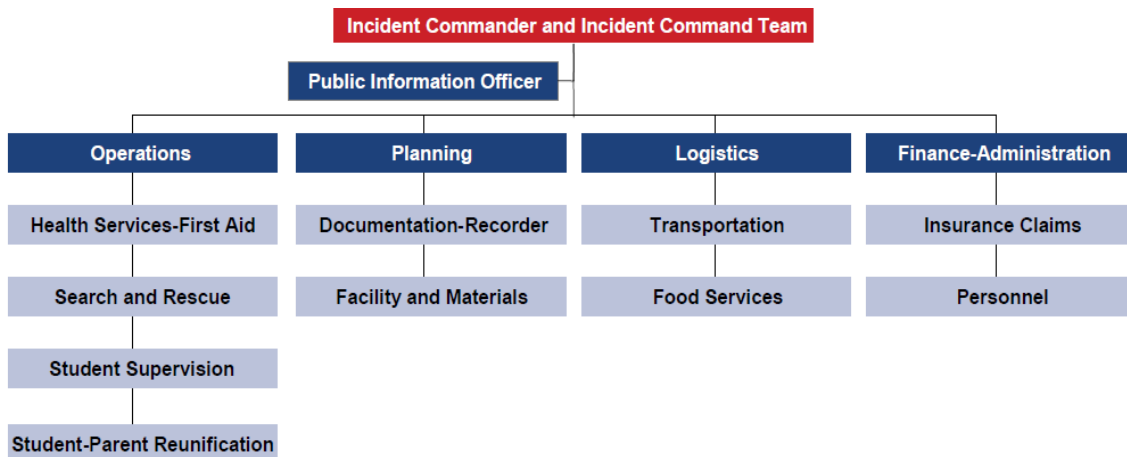 Incident Commander and Incident Command Team
Public Information Officer
Operations
Planning
Logistics
Finance-Administration
Health Services-First Aid
Documentation-Recorder
Transportation
Insurance Claims
Search and Rescue
Facility and Materials
Food Services
Personnel
Student Supervision
Student-Parent Reunification